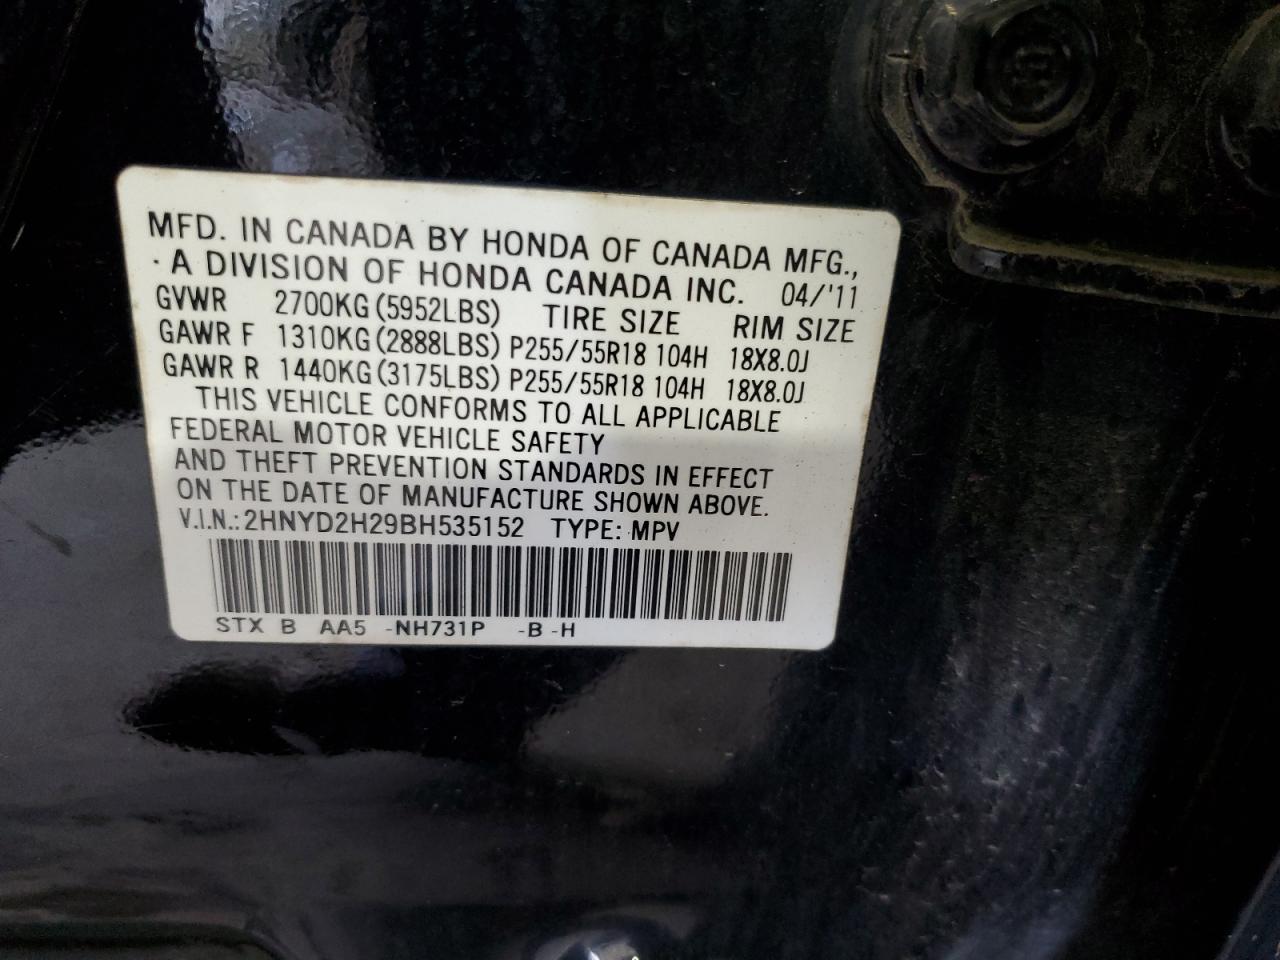 MFD. IN CANADA BY HONDA OF CANADA MFG.,
· A DIVISION OF HONDA CANADA INC. 04/'11
GVWR 2700KG(5952LBS) TIRE SIZE RIM SIZE
GAWR F 1310KG(2888LBS) P255/55R18 104H 18X8.0J
GAWR R 1440KG(3175LBS) P255/55R18 104H 18X8.0J
THIS VEHICLE CONFORMS TO ALL APPLICABLE
FEDERAL MOTOR VEHICLE SAFETY
AND THEFT PREVENTION STANDARDS IN EFFECT
ON THE DATE OF MANUFACTURE SHOWN ABOVE.
V.I.N.: 2HNYD2H29BH535152 TYPE: MPV
STX B AA5 -NH731P -B -H